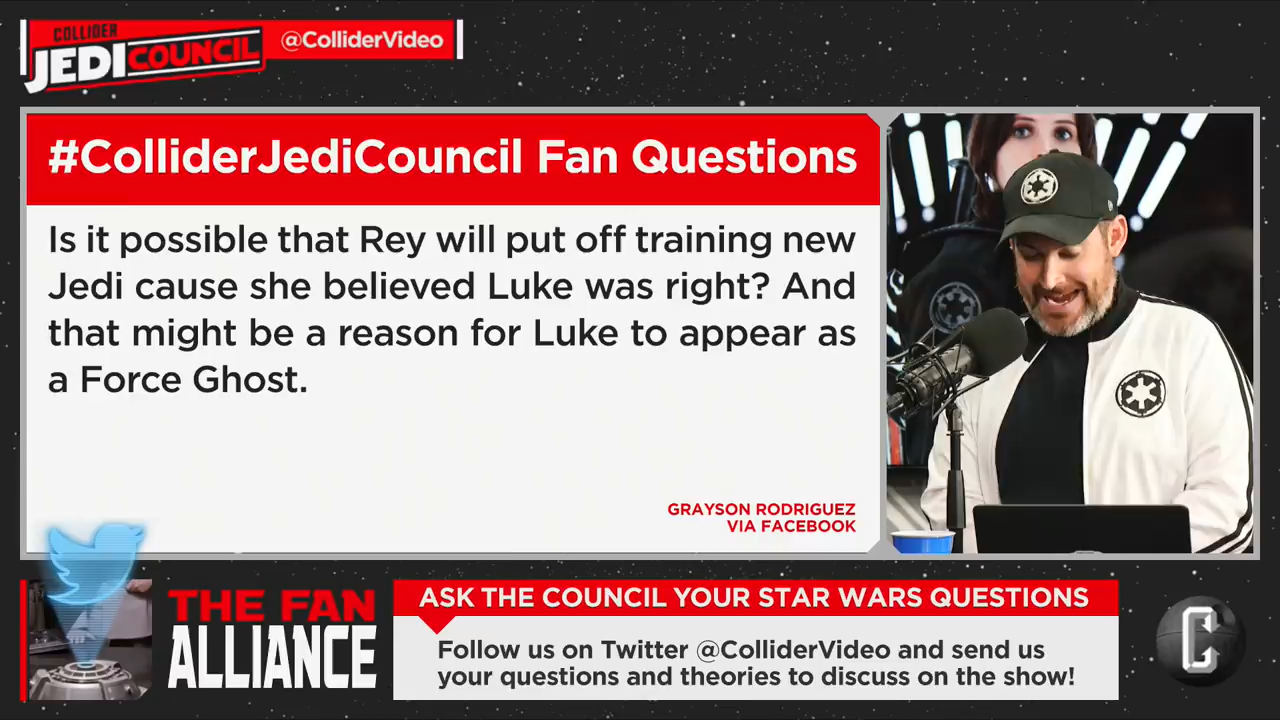 COLLIDER
JEDI COUNCIL
@ColliderVideo
#ColliderJediCouncil Fan Questions
Is it possible that Rey will put off training new
Jedi cause she believed Luke was right? And
that might be a reason for Luke to appear as
a Force Ghost.
GRAYSON RODRIGUEZ
VIA FACEBOOK
THE FAN
ALLIANCE
ASK THE COUNCIL YOUR STAR WARS QUESTIONS
Follow us on Twitter @ColliderVideo and send us
your questions and theories to discuss on the show!